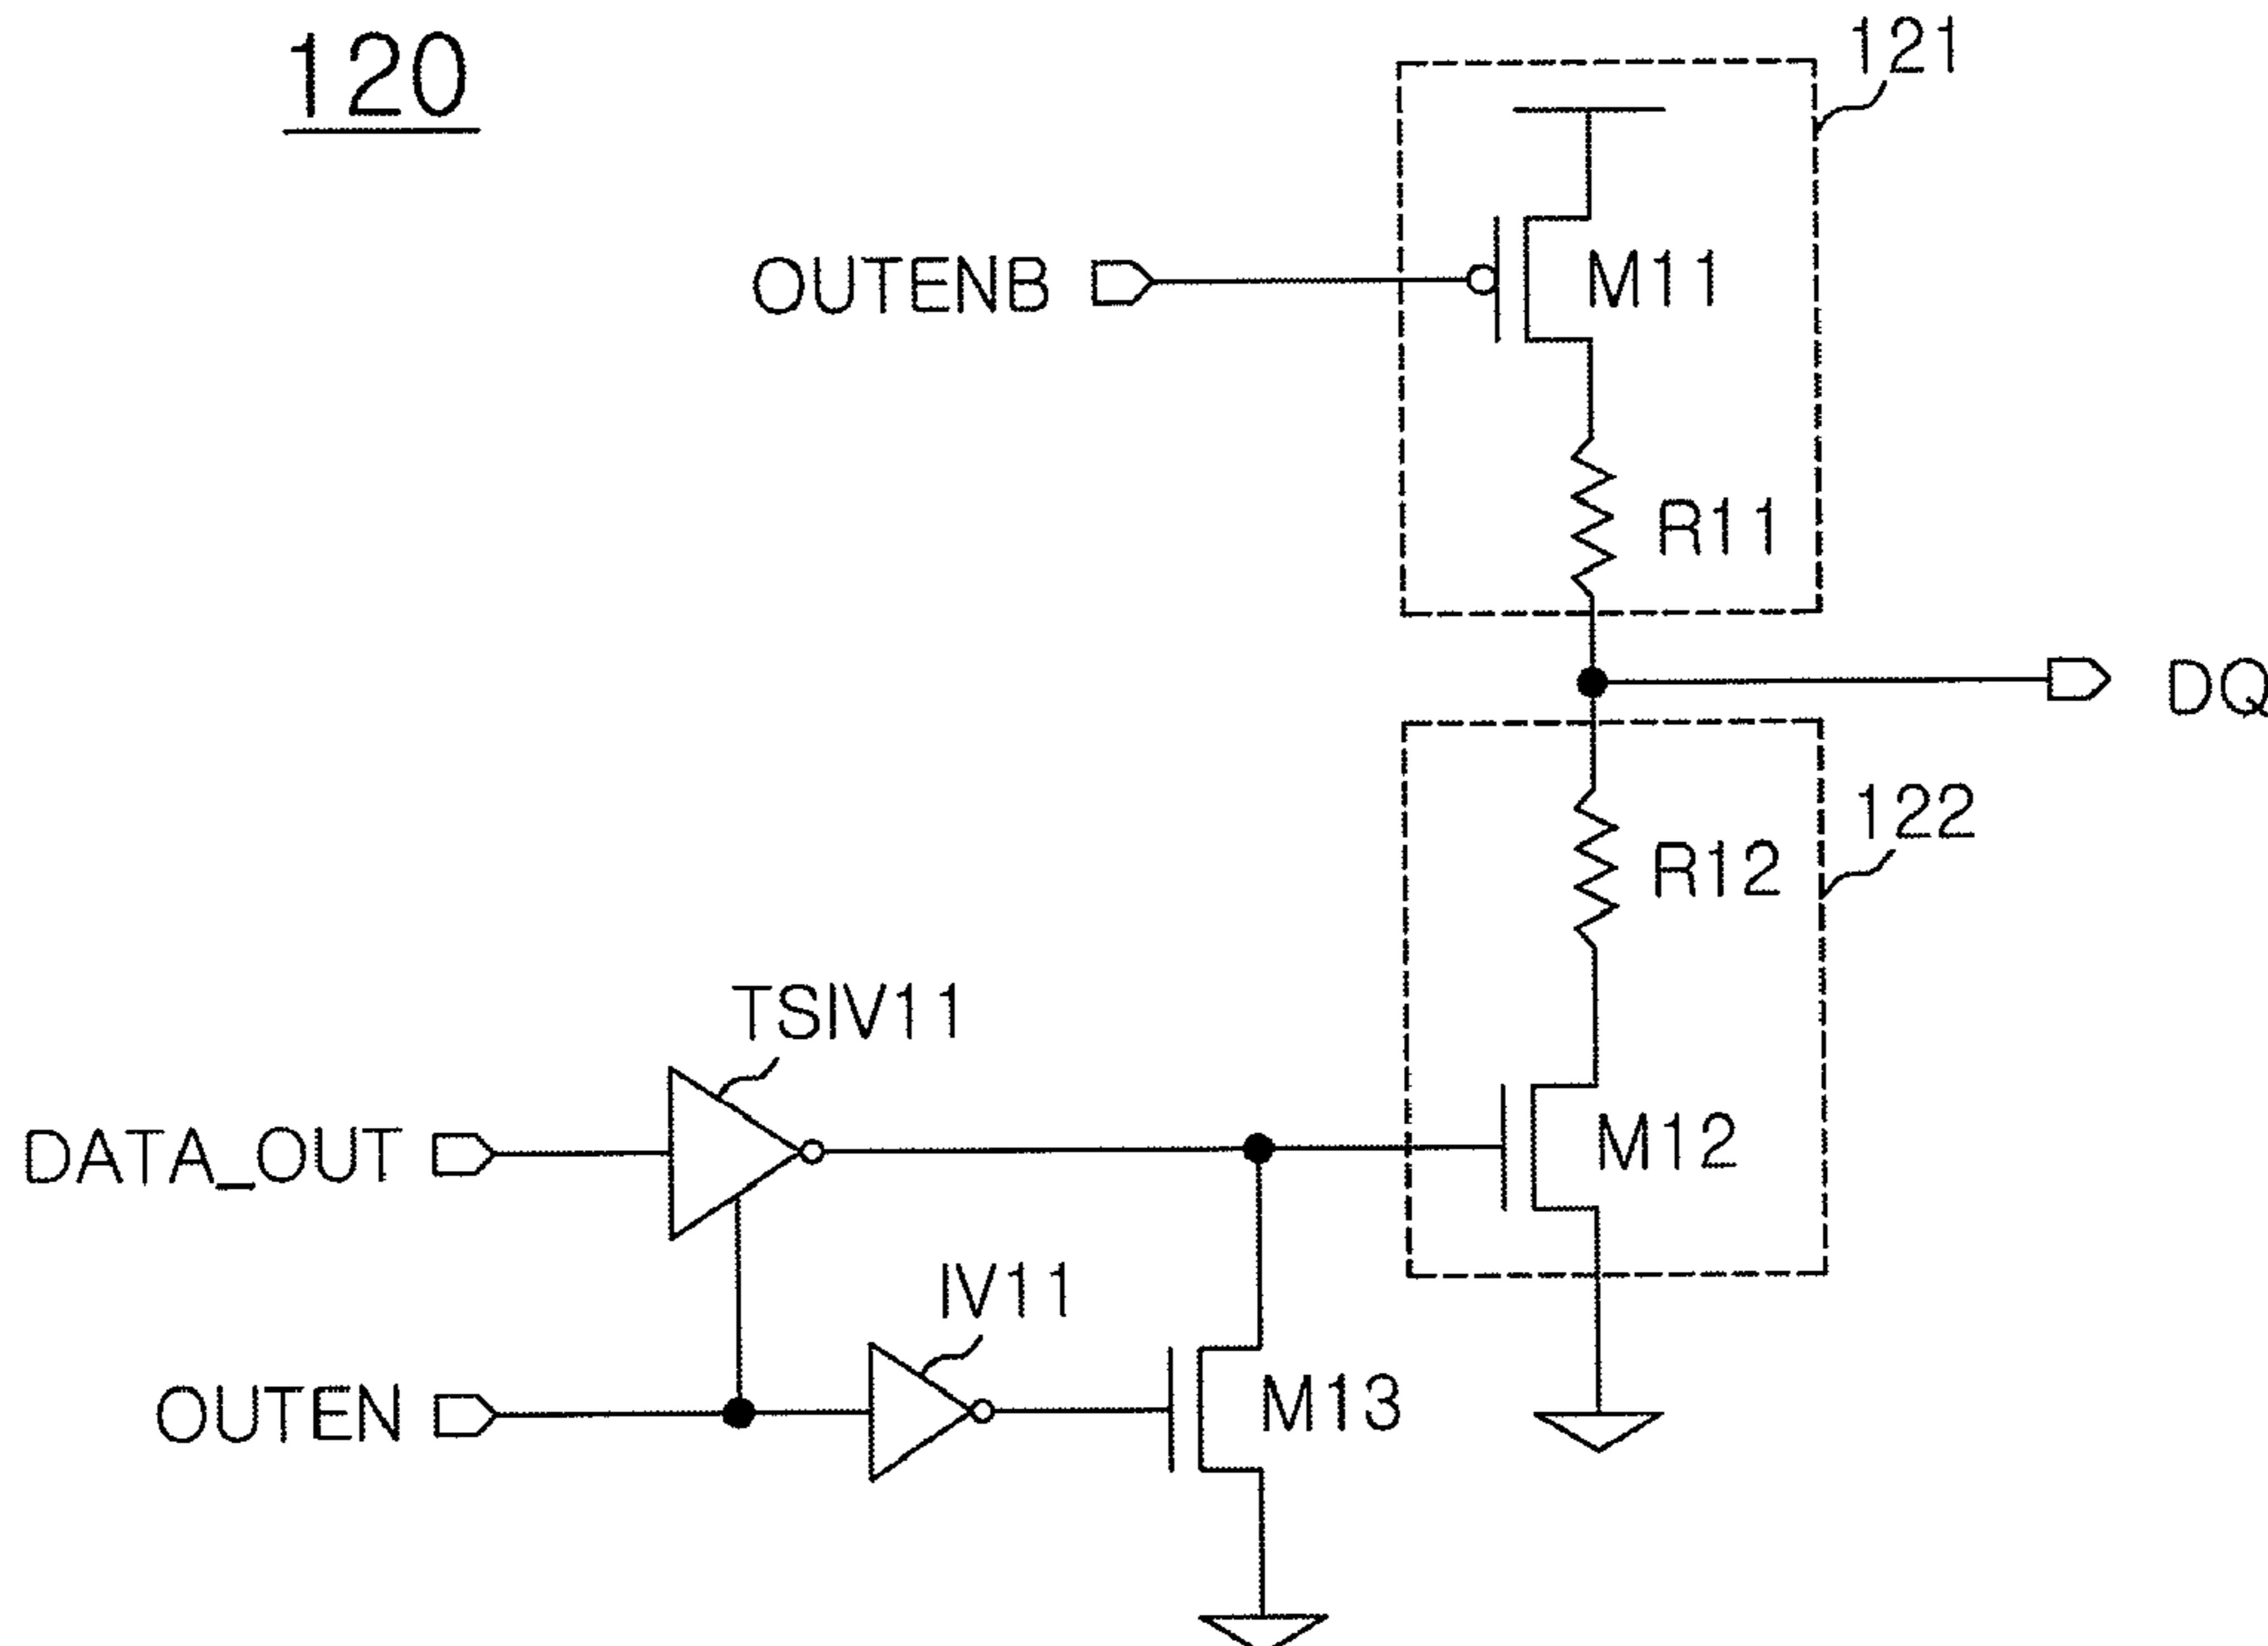 120
121
OUTENB
M11
R11
DQ
122
R12
TSIV11
DATA_OUT
M12
IV11
OUTEN
M13